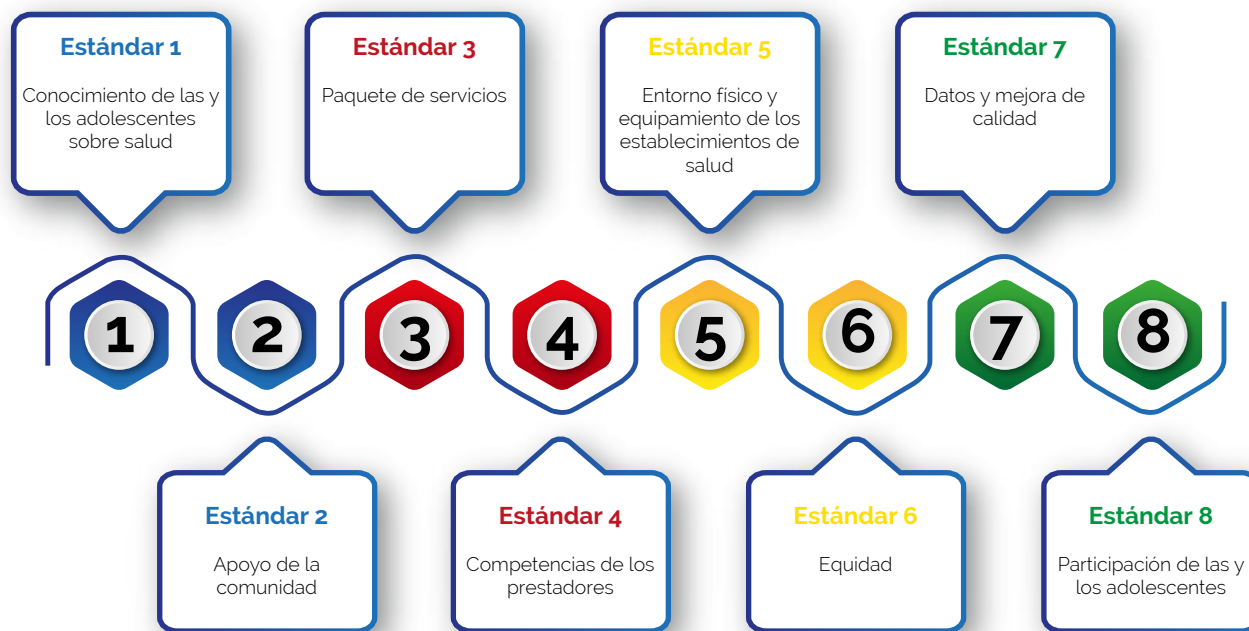 Estándar 1
Conocimiento de las y
los adolescentes
sobre salud
Estándar 3
Paquete de servicios
Estándar 5
Entorno físico y
equipamiento de los
establecimientos de
salud
Estándar 7
Datos y mejora de
calidad
1
2
3
4
5
6
7
8
Estándar 2
Apoyo de la
comunidad
Estándar 4
Competencias de los
prestadores
Estándar 6
Equidad
Estándar 8
Participación de las y
los adolescentes